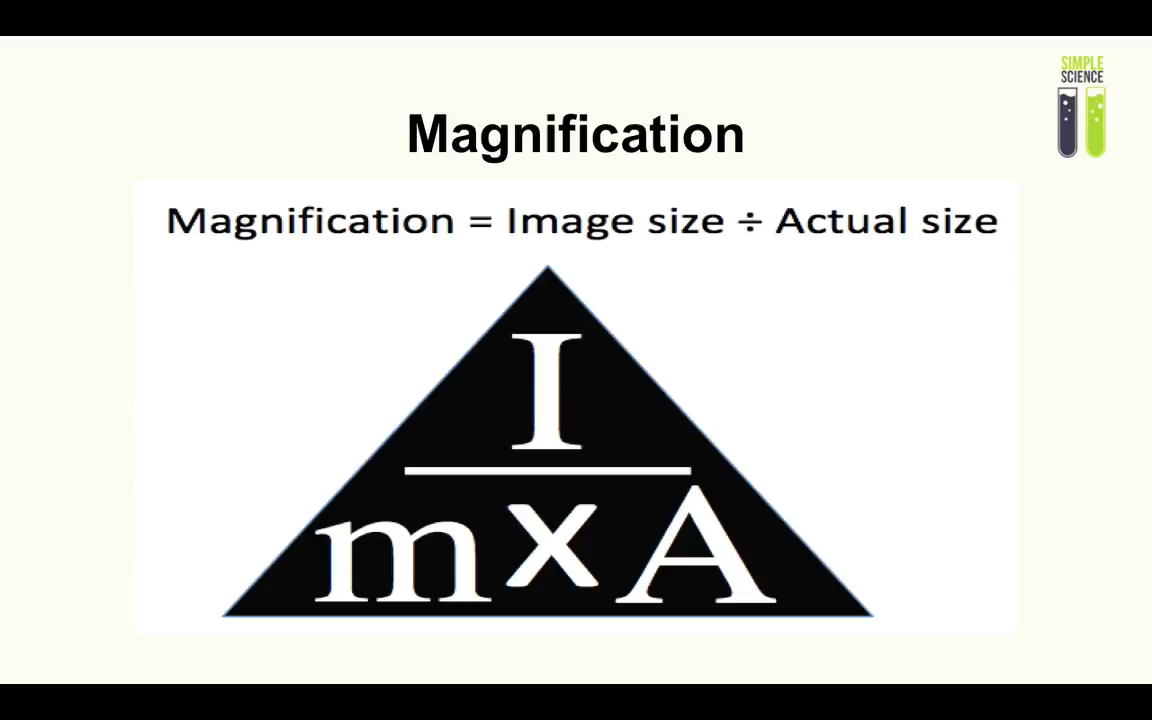 SIMPLE
SCIENCE
Magnification
Magnification = Image size ÷ Actual size
I
m x A